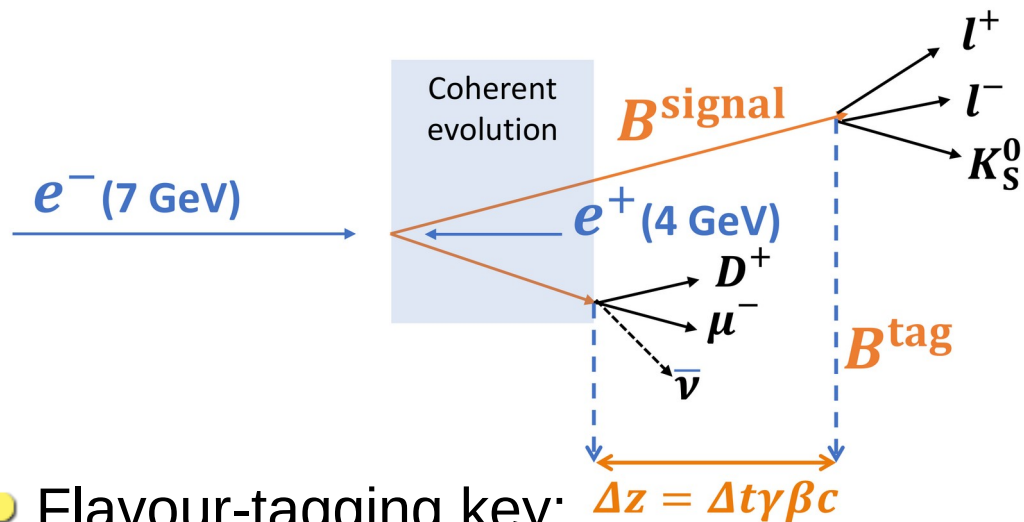 Coherent
evolution
e⁻ (7 GeV)
e⁺ (4 GeV)
B^signal
l⁺
l⁻
K_S^0
D⁺
μ⁻
ν̅
B^tag
Flavour-tagging key: Δz = Δtγβc